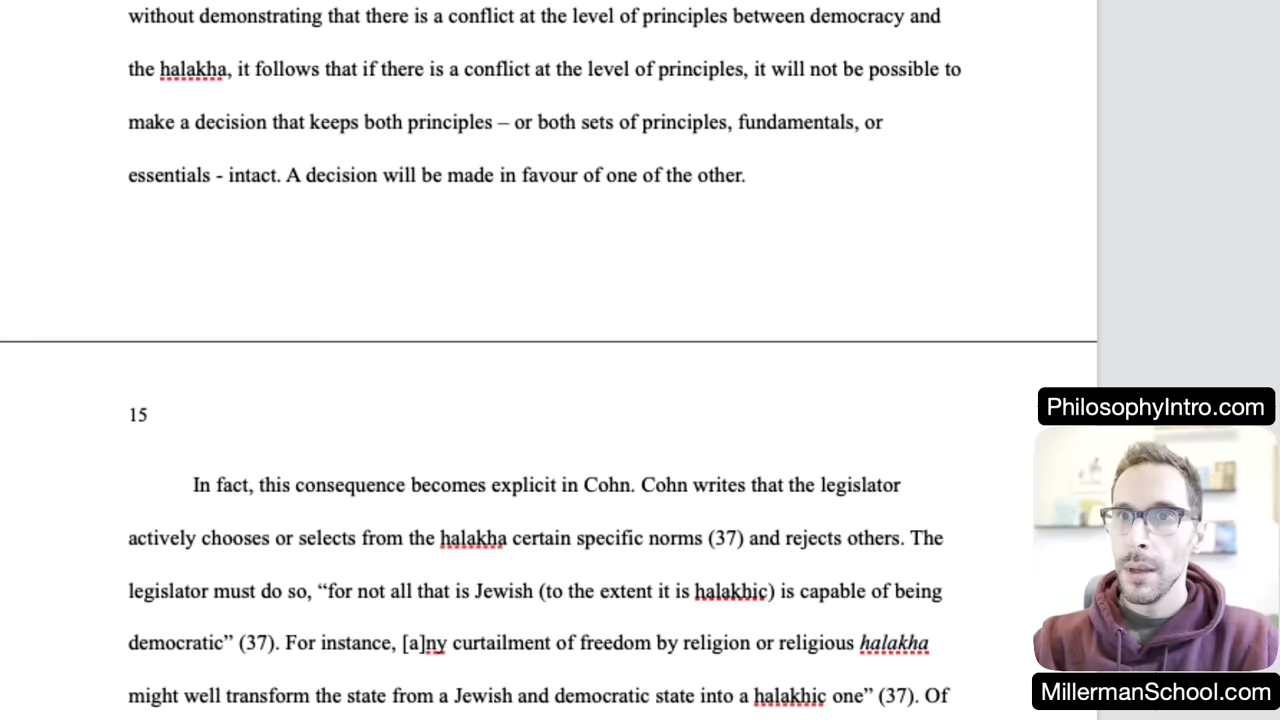 without demonstrating that there is a conflict at the level of principles between democracy and
the halakha, it follows that if there is a conflict at the level of principles, it will not be possible to
make a decision that keeps both principles – or both sets of principles, fundamentals, or
essentials - intact. A decision will be made in favour of one of the other.
15
In fact, this consequence becomes explicit in Cohn. Cohn writes that the legislator
actively chooses or selects from the halakha certain specific norms (37) and rejects others. The
legislator must do so, “for not all that is Jewish (to the extent it is halakhic) is capable of being
democratic” (37). For instance, [a]ny curtailment of freedom by religion or religious halakha
might well transform the state from a Jewish and democratic state into a halakhic one” (37). Of
PhilosophyIntro.com
MillermanSchool.com